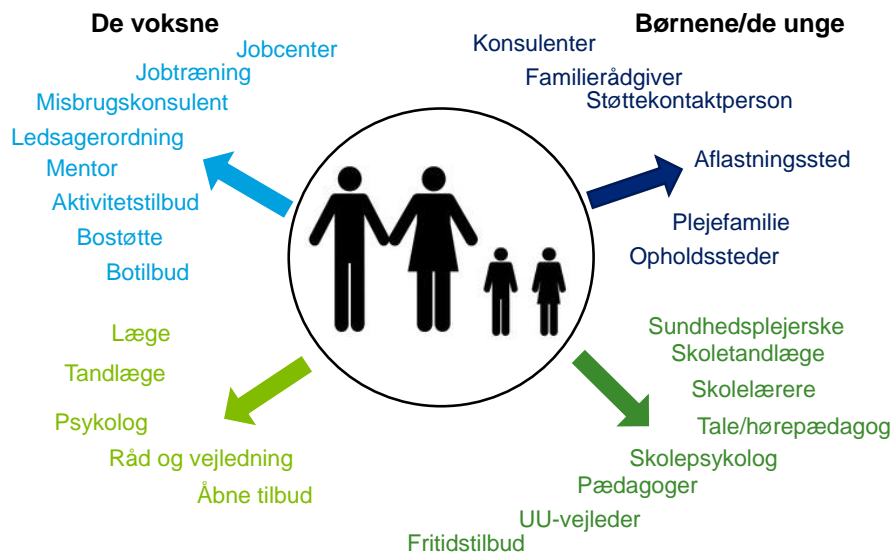 De voksne
Jobcenter
Jobtræning
Misbrugskonsulent
Ledsagerordning
Mentor
Aktivitetstilbud
Bostøtte
Botilbud
Læge
Tandlæge
Psykolog
Råd og vejledning
Åbne tilbud
Børnene/de unge
Konsulenter
Familierådgiver
Støttekontaktperson
Aflastningssted
Plejefamilie
Opholdssteder
Sundhedsplejerske
Skoletandlæge
Skolelærere
Tale/hørepædagog
Skolepsykolog
Pædagoger
UU-vejleder
Fritidstilbud